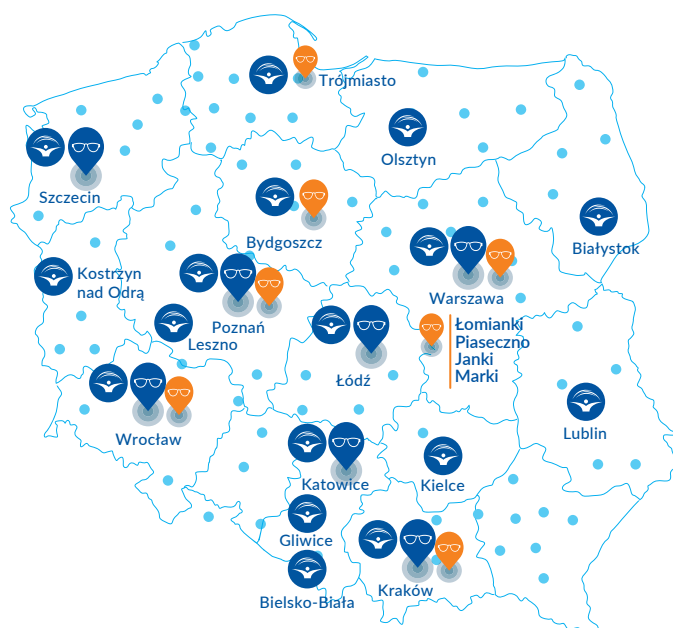 Trójmiasto
Olsztyn
Szczecin
Bydgoszcz
Białystok
Kostrzyn
nad Odrą
Warszawa
Poznań
Leszno
Łomianki
Piaseczno
Janki
Marki
Łódź
Wrocław
Lublin
Katowice
Kielce
Gliwice
Kraków
Bielsko-Biała